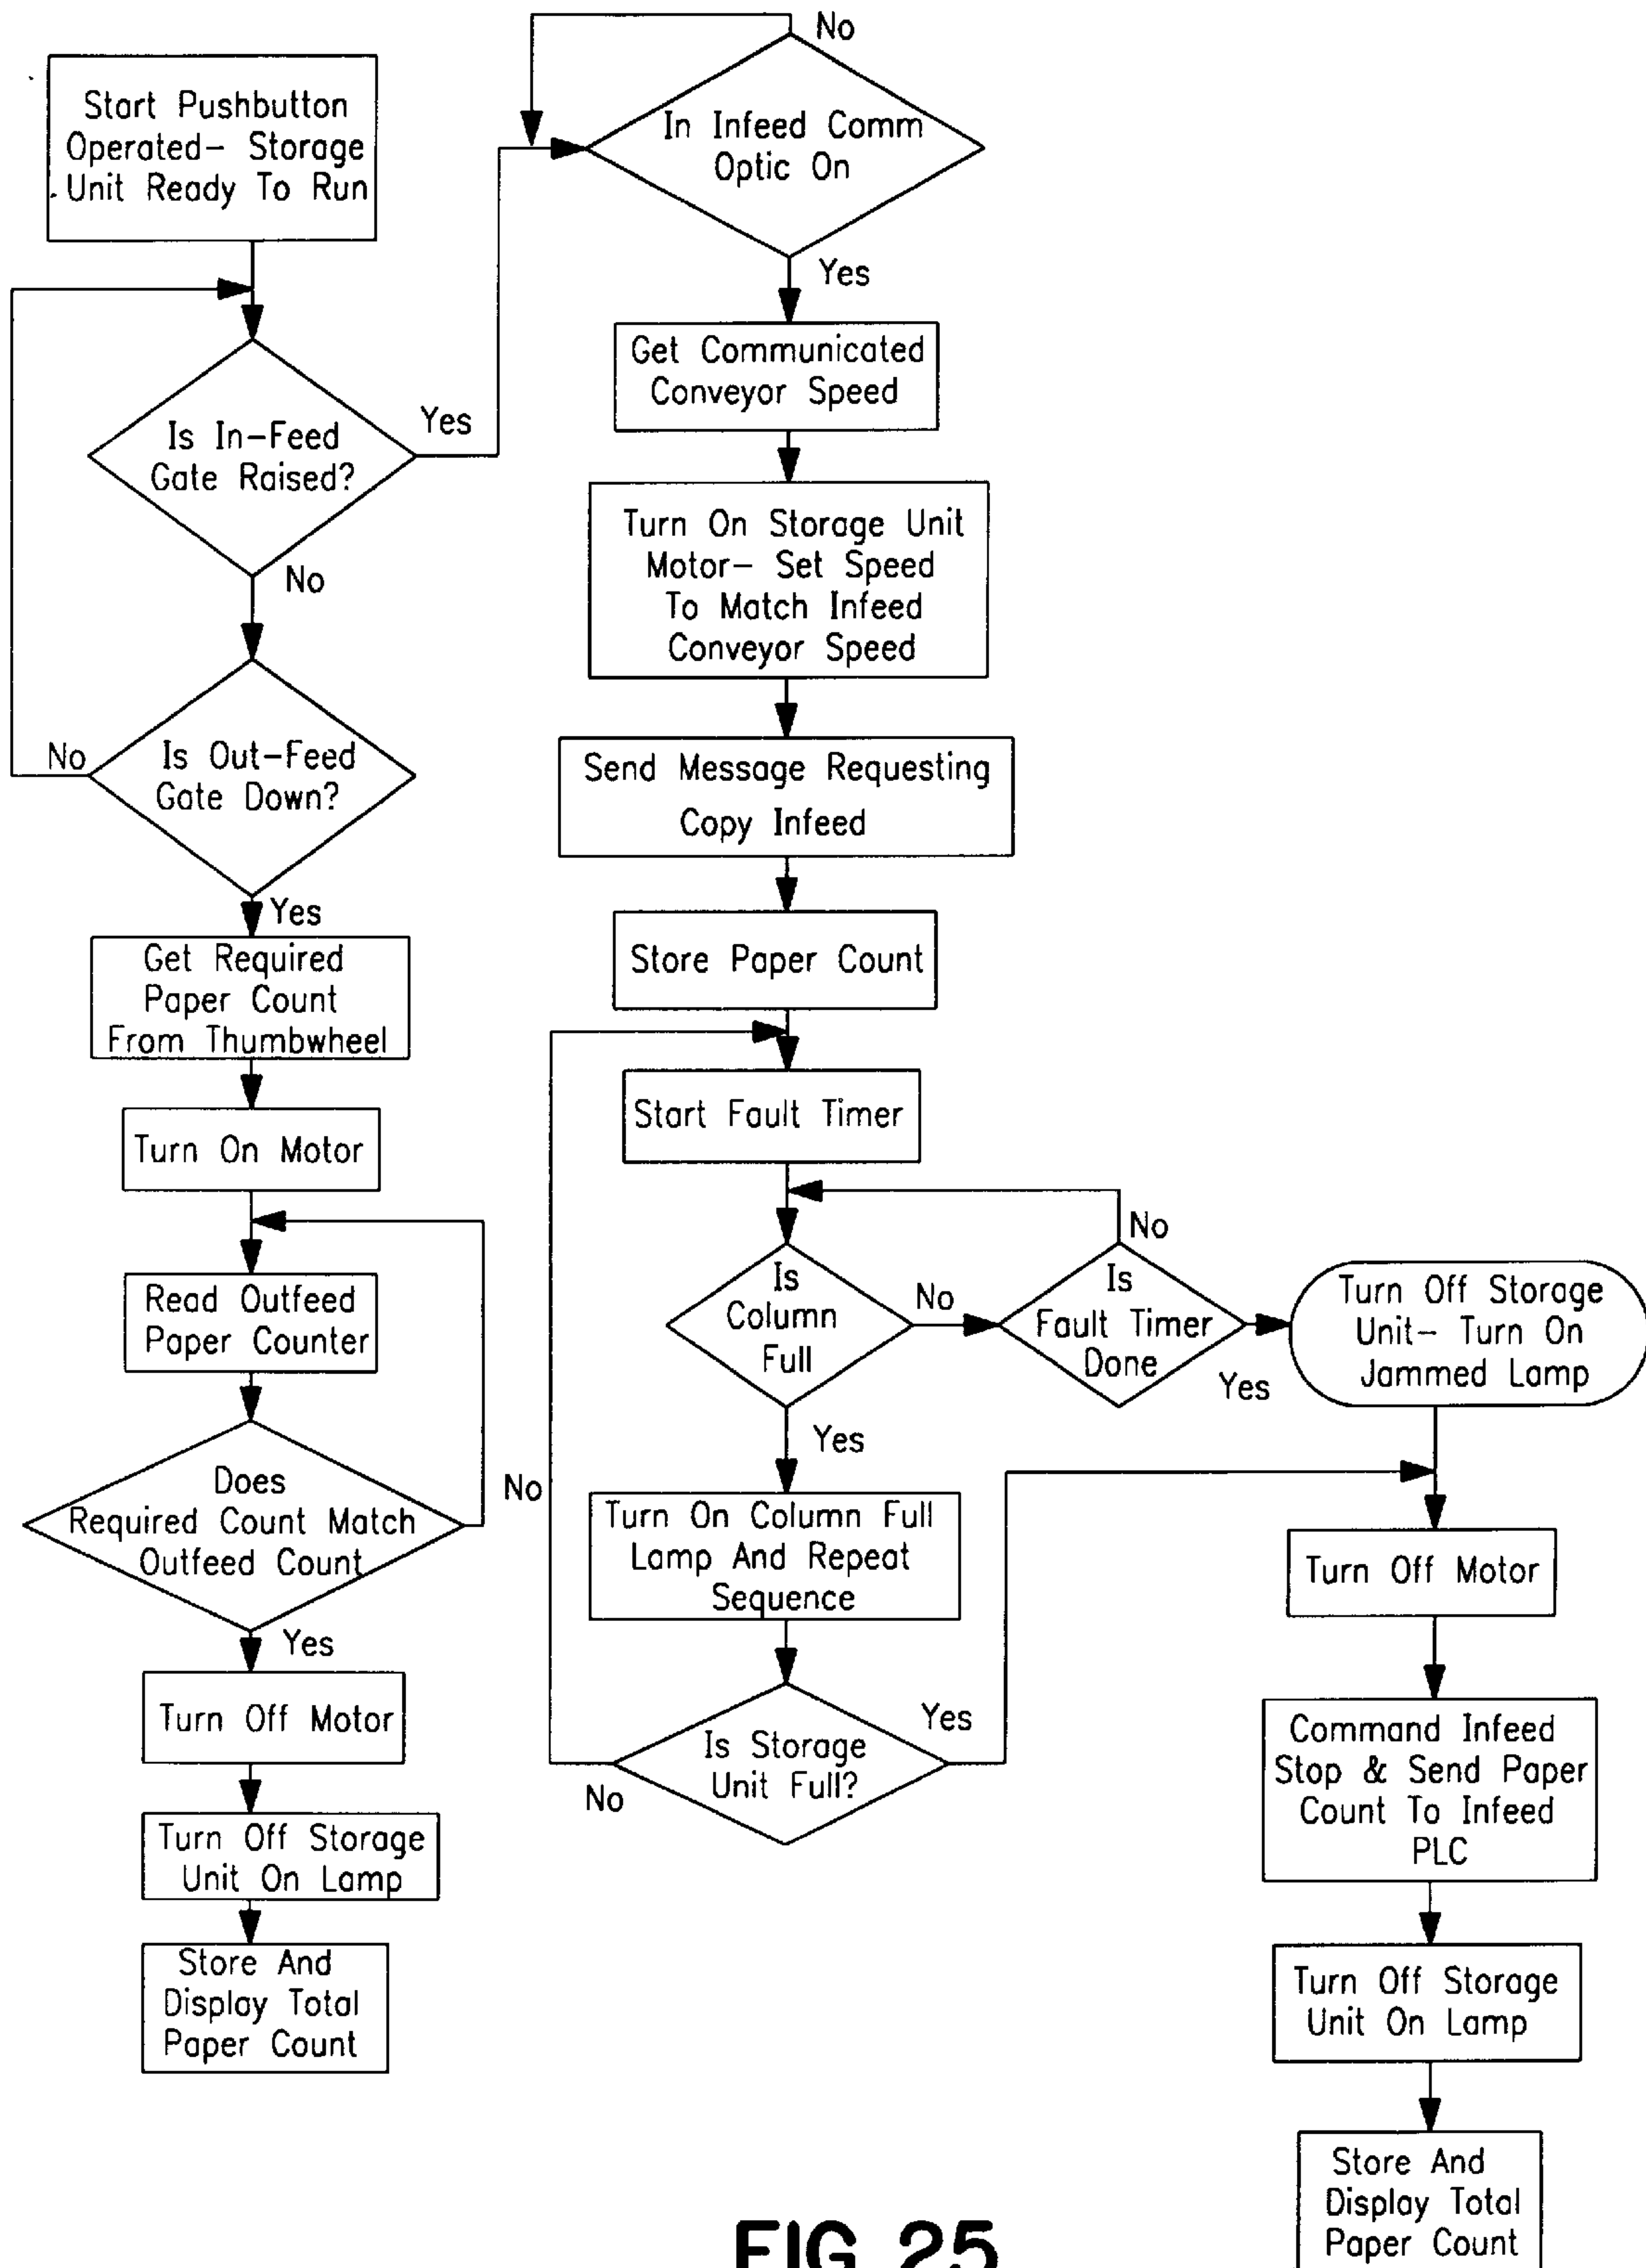 Start Pushbutton
Operated- Storage
Unit Ready To Run
Is In-Feed
Gate Raised?
Yes
No
Is Out-Feed
Gate Down?
No
Yes
Get Required
Paper Count
From Thumbwheel
Turn On Motor
Read Outfeed
Paper Counter
Does
Required Count Match
Outfeed Count
No
Yes
Turn Off Motor
Turn Off Storage
Unit On Lamp
Store And
Display Total
Paper Count
No
In Infeed Comm
Optic On
Yes
Get Communicated
Conveyor Speed
Turn On Storage Unit
Motor- Set Speed
To Match Infeed
Conveyor Speed
Send Message Requesting
Copy Infeed
Store Paper Count
Start Fault Timer
Is
Column
Full
No
Yes
Is
Fault Timer
Done
No
Yes
Turn Off Storage
Unit- Turn On
Jammed Lamp
Turn On Column Full
Lamp And Repeat
Sequence
Is Storage
Unit Full?
No
Yes
Turn Off Motor
Command Infeed
Stop & Send Paper
Count To Infeed
PLC
Turn Off Storage
Unit On Lamp
Store And
Display Total
Paper Count
FIG. 25